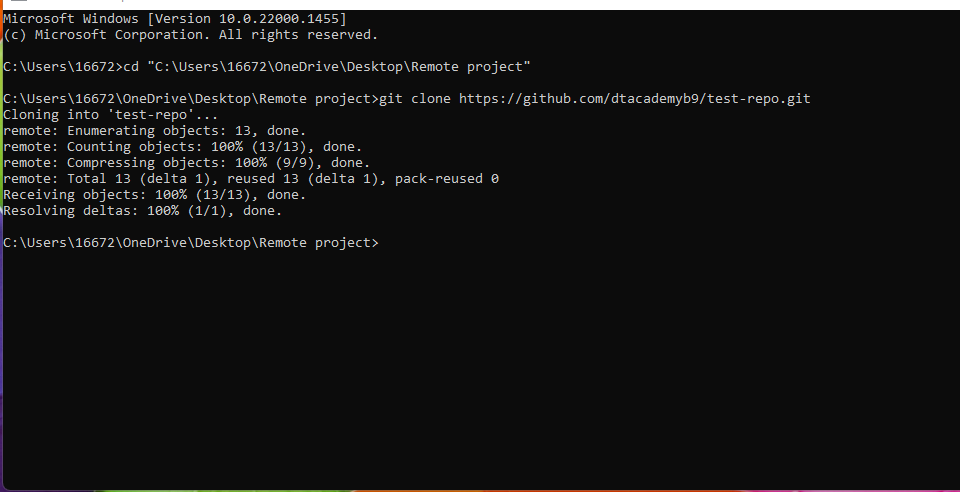 Microsoft Windows [Version 10.0.22000.1455]
(c) Microsoft Corporation. All rights reserved.
C:\Users\16672>cd "C:\Users\16672\OneDrive\Desktop\Remote project"
C:\Users\16672\OneDrive\Desktop\Remote project>git clone https://github.com/dtacademyb9/test-repo.git
Cloning into 'test-repo'...
remote: Enumerating objects: 13, done.
remote: Counting objects: 100% (13/13), done.
remote: Compressing objects: 100% (9/9), done.
remote: Total 13 (delta 1), reused 13 (delta 1), pack-reused 0
Receiving objects: 100% (13/13), done.
Resolving deltas: 100% (1/1), done.
C:\Users\16672\OneDrive\Desktop\Remote project>